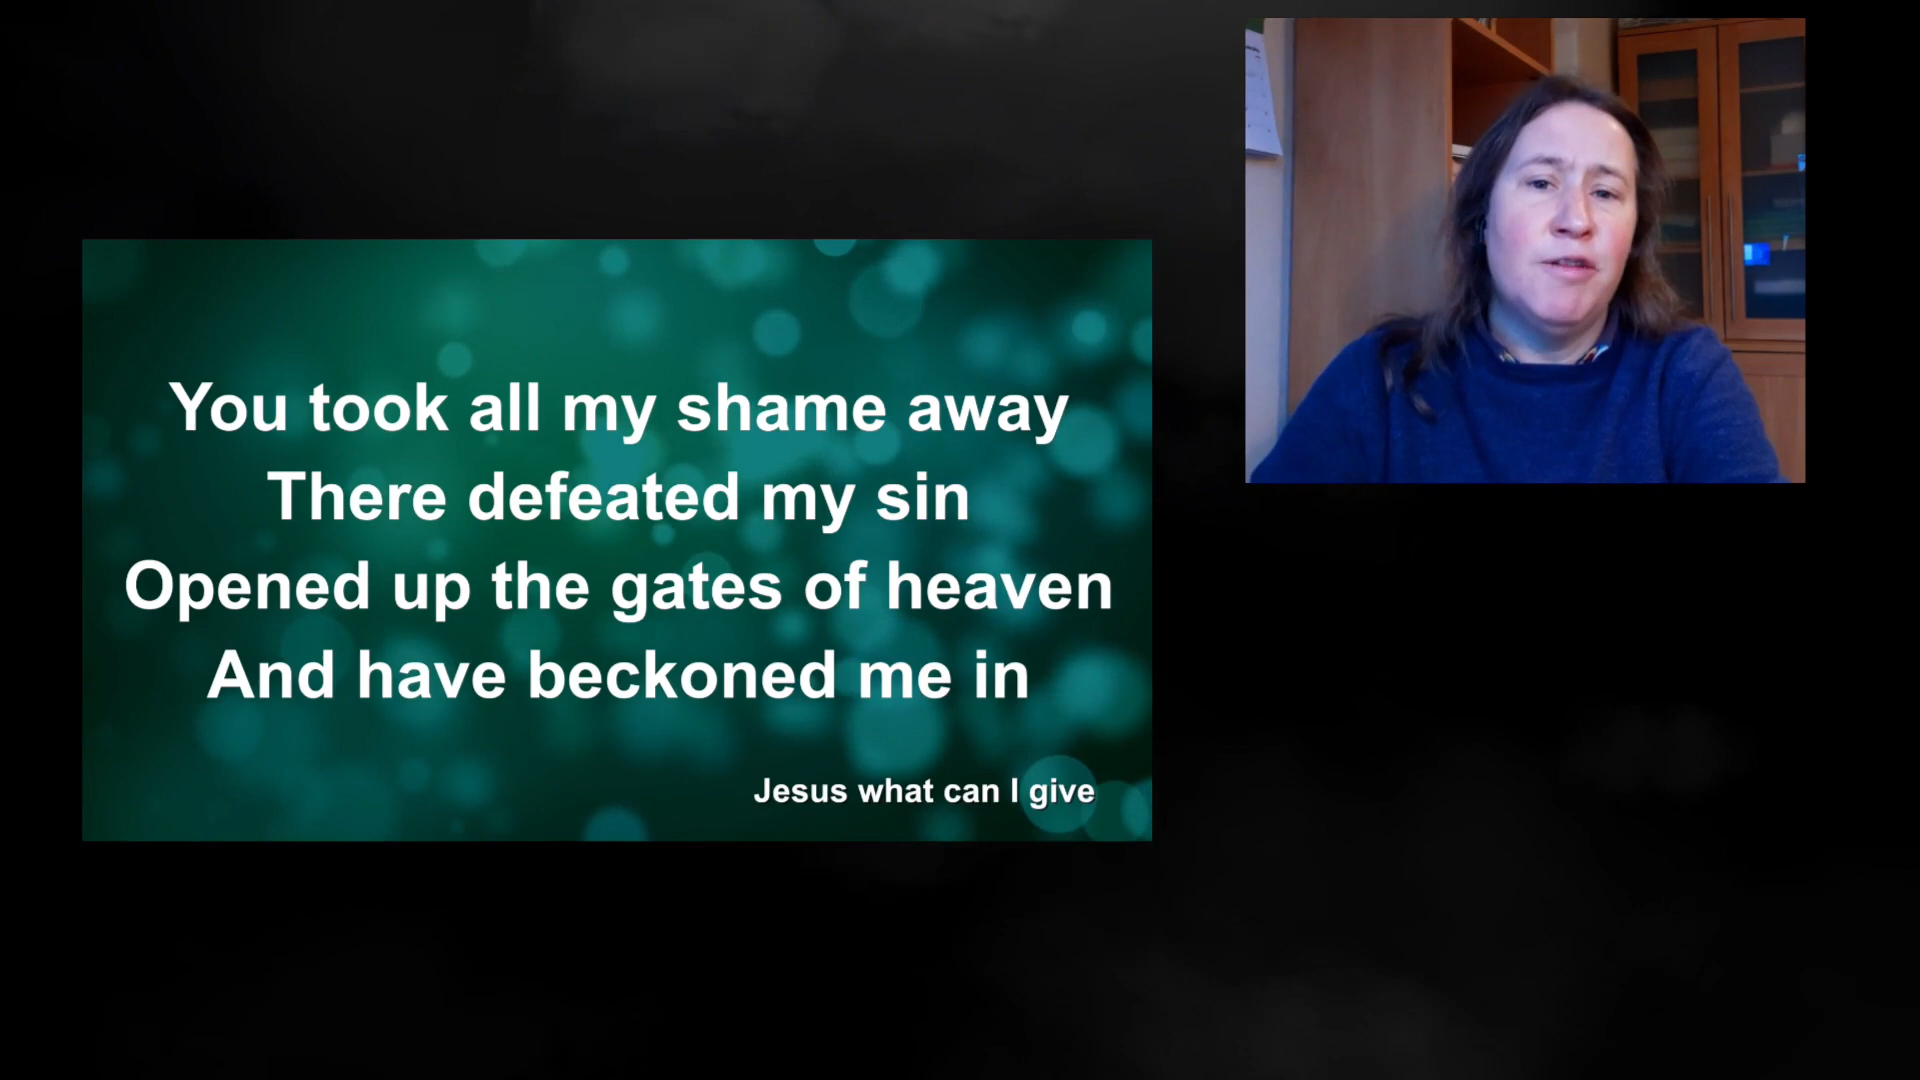 You took all my shame away
There defeated my sin
Opened up the gates of heaven
And have beckoned me in
Jesus what can I give